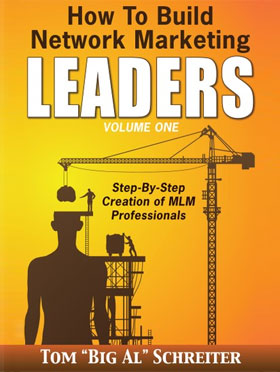 How To Build
Network Marketing
LEADERS
VOLUME ONE
Step-By-Step
Creation of MLM
Professionals
TOM "BIG AL" SCHREITER